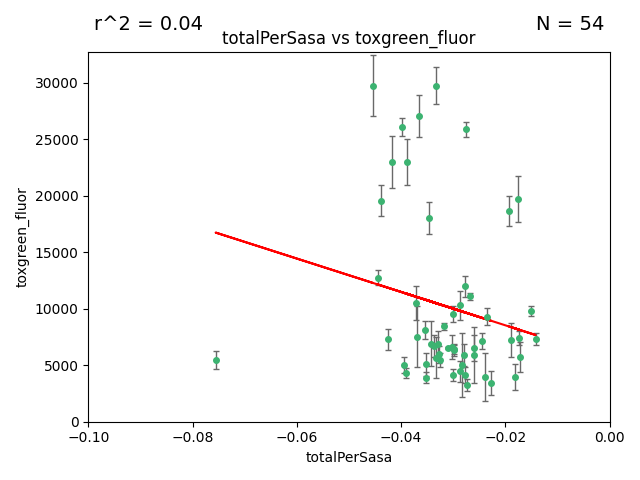 r^2 = 0.04
N = 54
totalPerSasa vs toxgreen_fluor
toxgreen_fluor
30000
25000
20000
15000
10000
5000
0
−0.10
−0.08
−0.06
−0.04
−0.02
0.00
totalPerSasa